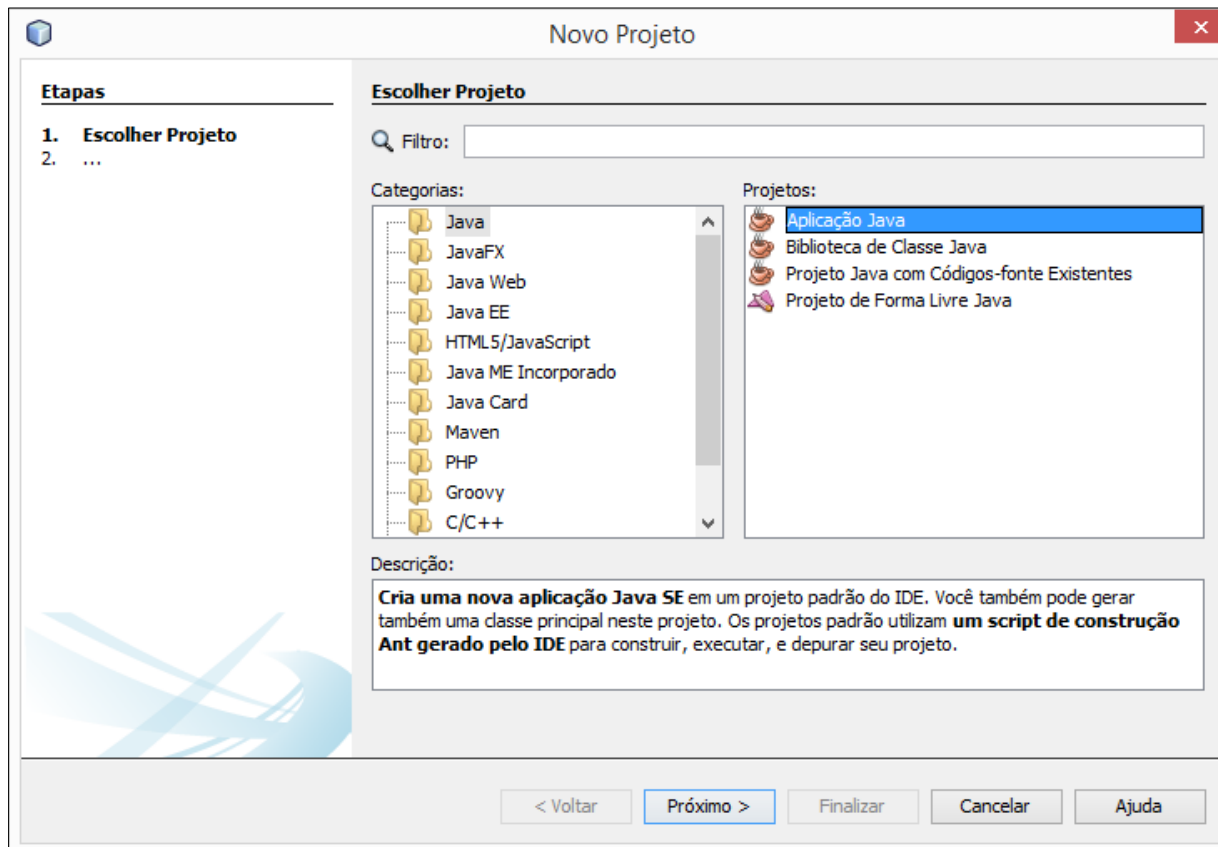 Novo Projeto
Etapas
1. Escolher Projeto
2. ...
Escolher Projeto
Filtro:
Categorias:
Java
JavaFX
Java Web
Java EE
HTML5/JavaScript
Java ME Incorporado
Java Card
Maven
PHP
Groovy
C/C++
Projetos:
Aplicação Java
Biblioteca de Classe Java
Projeto Java com Códigos-fonte Existentes
Projeto de Forma Livre Java
Descrição:
Cria uma nova aplicação Java SE em um projeto padrão do IDE. Você também pode gerar
também uma classe principal neste projeto. Os projetos padrão utilizam um script de construção
Ant gerado pelo IDE para construir, executar, e depurar seu projeto.
< Voltar
Próximo >
Finalizar
Cancelar
Ajuda